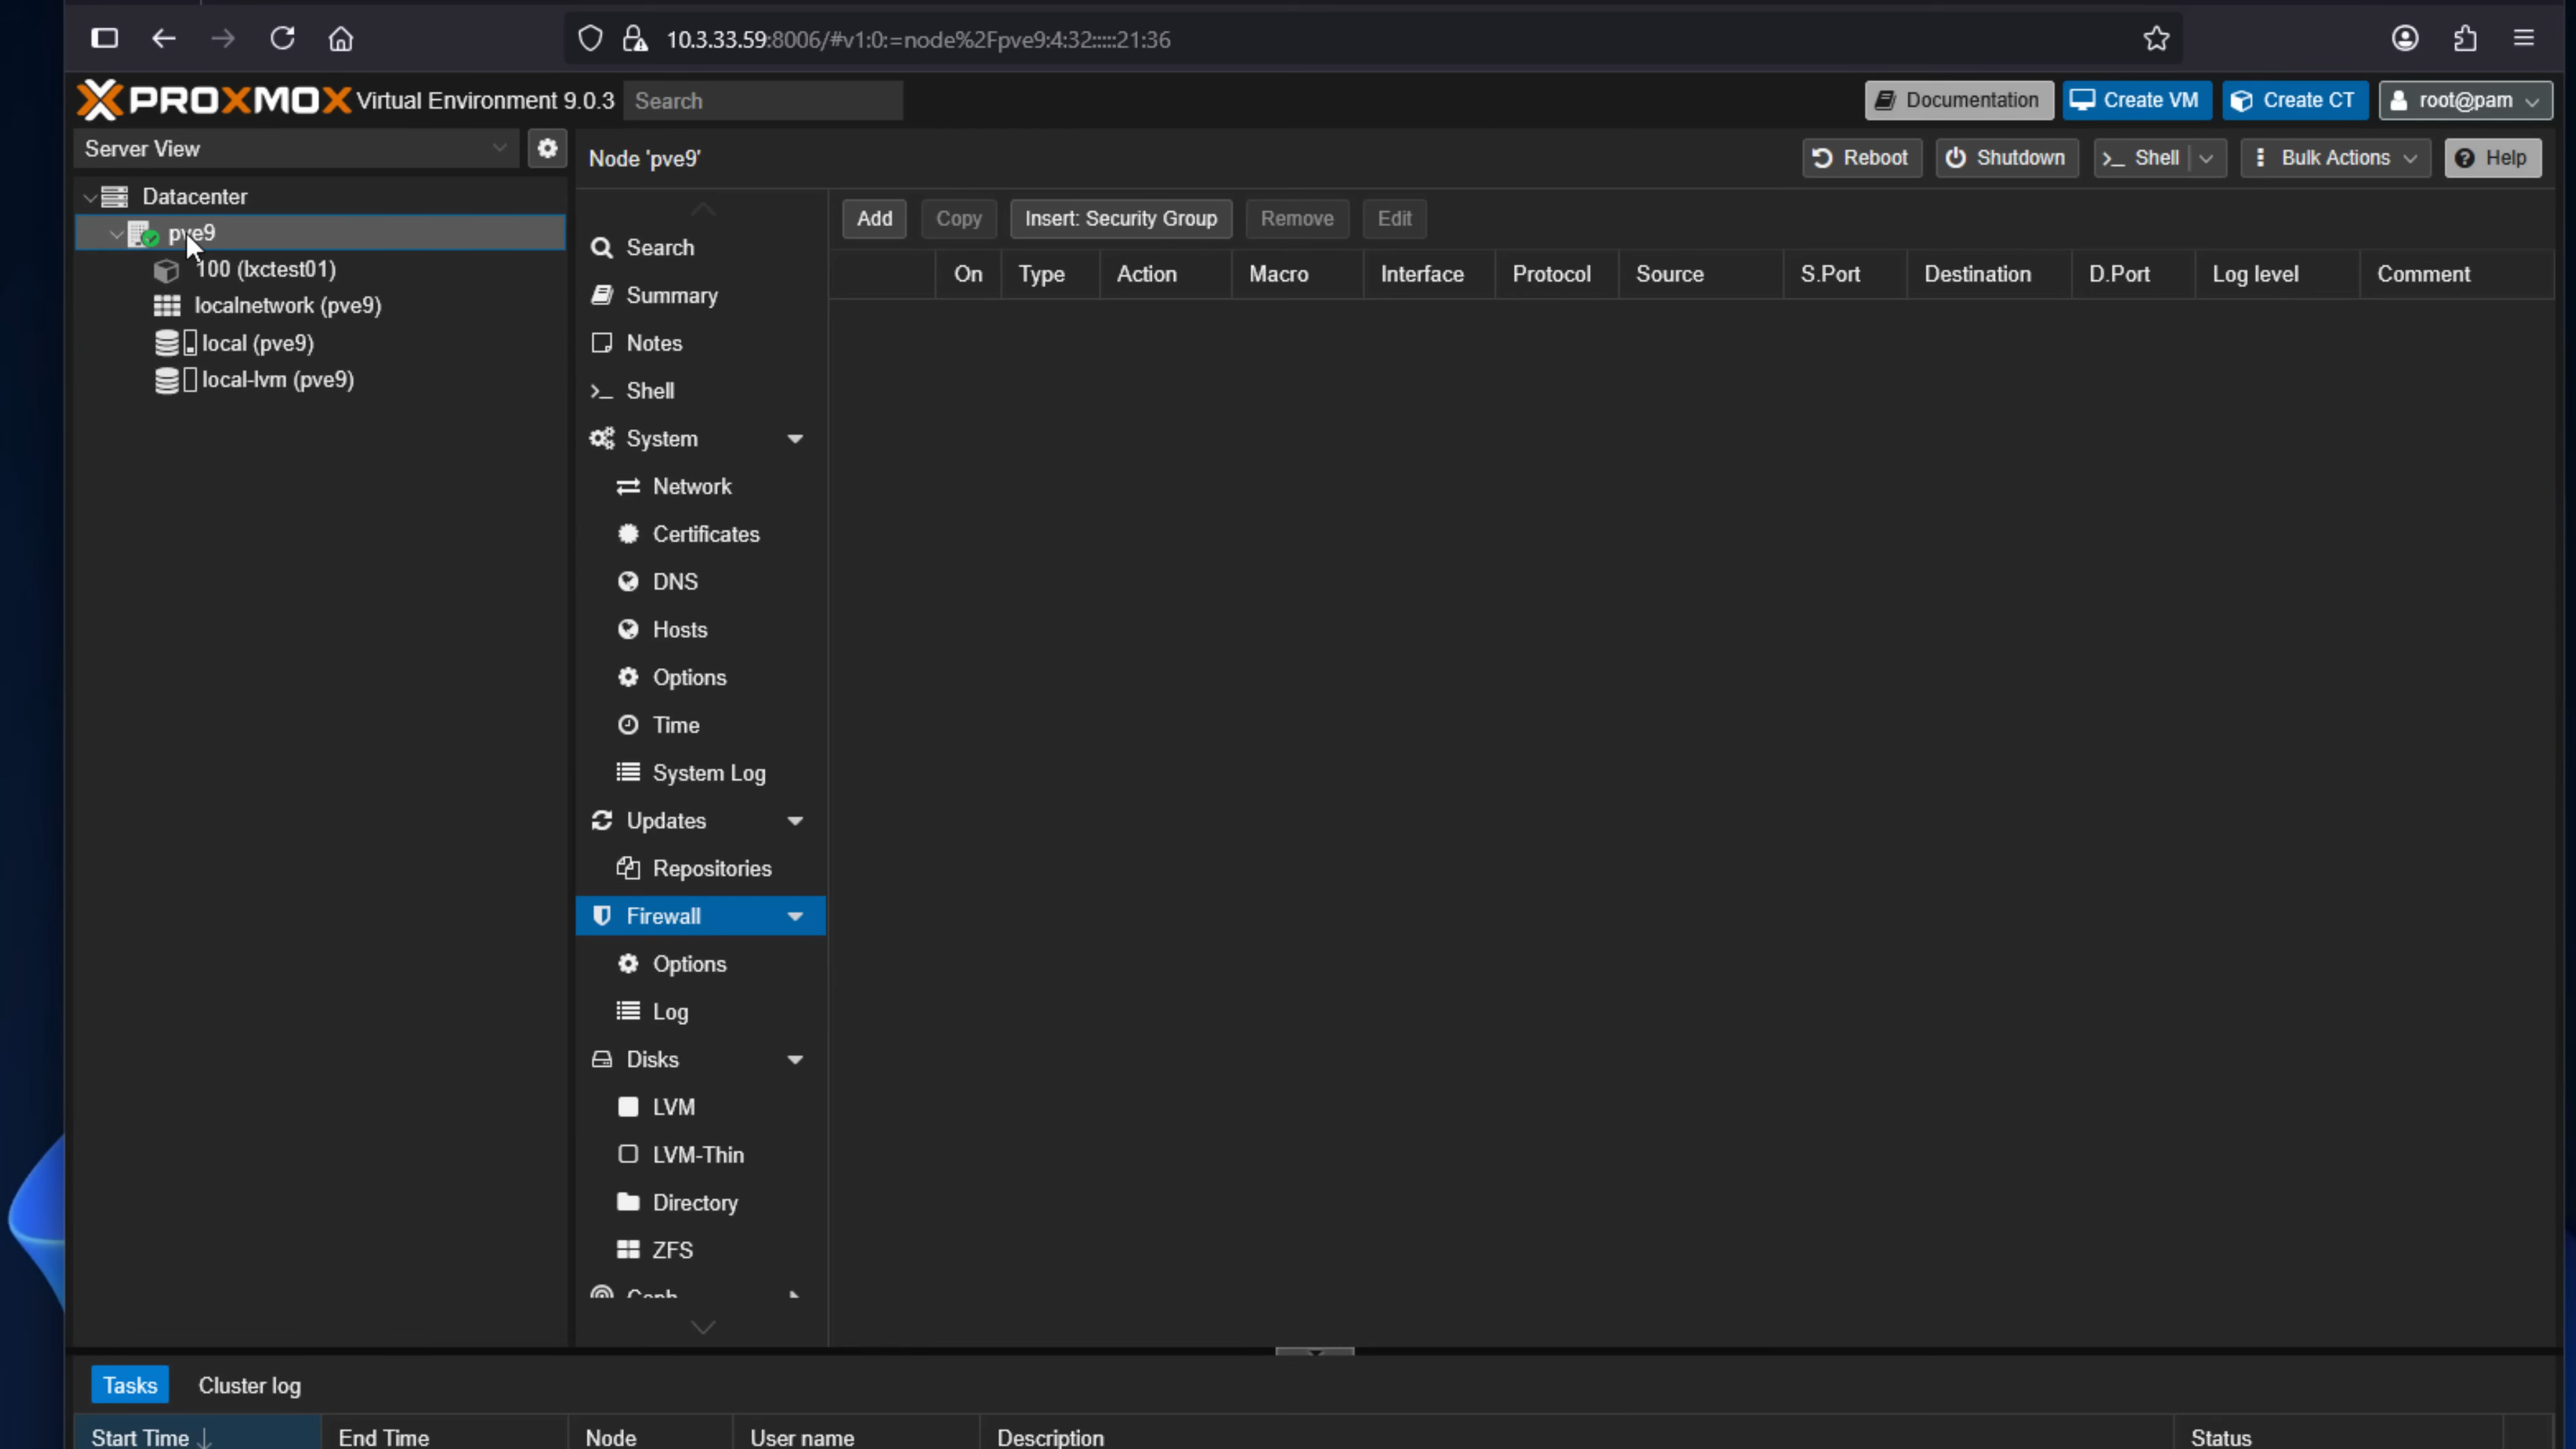 10.3.33.59:8006/#v1:0:=node%2Fpve9:4:32:::::21:36
PROXMOX Virtual Environment 9.0.3 Search Documentation Create VM Create CT root@pam
Server View
Node 'pve9' Reboot Shutdown >_ Shell Bulk Actions Help
Datacenter
pve9
100 (lxctest01)
localnetwork (pve9)
local (pve9)
local-lvm (pve9)
Search
Summary
Notes
>_ Shell
System
Network
Certificates
DNS
Hosts
Options
Time
System Log
Updates
Repositories
Firewall
Options
Log
Disks
LVM
LVM-Thin
Directory
ZFS
Ceph
Add Copy Insert: Security Group Remove Edit
On Type Action Macro Interface Protocol Source S.Port Destination D.Port Log level Comment
Tasks Cluster log
Start Time End Time Node User name Description Status